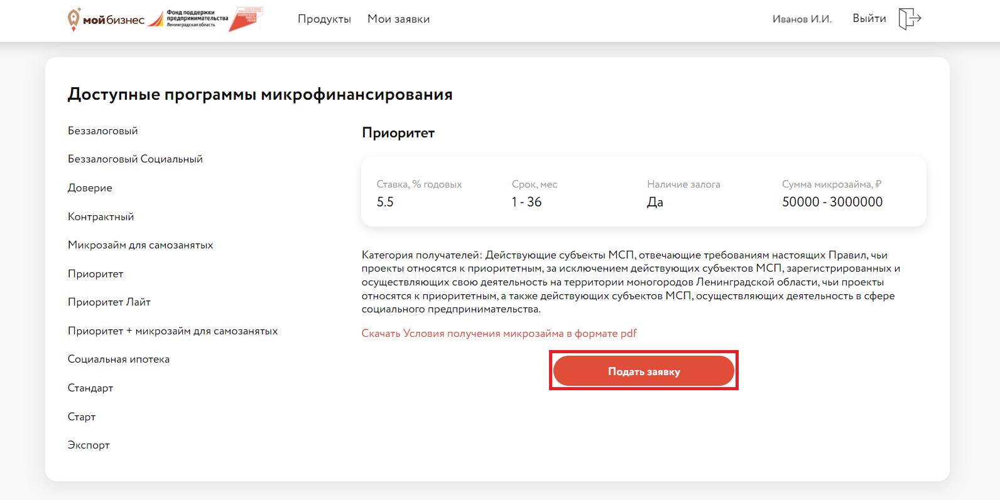 мойбизнес
Фонд поддержки
предпринимательства
Ленинградская область
Продукты
Мои заявки
Иванов И.И.
Выйти
Доступные программы микрофинансирования
Беззалоговый
Беззалоговый Социальный
Доверие
Контрактный
Микрозайм для самозанятых
Приоритет
Приоритет Лайт
Приоритет + микрозайм для самозанятых
Социальная ипотека
Стандарт
Старт
Экспорт
Приоритет
Ставка, % годовых
5.5
Срок, мес
1 - 36
Наличие залога
Да
Сумма микрозайма, ₽
50000 - 3000000
Категория получателей: Действующие субъекты МСП, отвечающие требованиям настоящих Правил, чьи
проекты относятся к приоритетным, за исключением действующих субъектов МСП, зарегистрированных и
осуществляющих свою деятельность на территории моногородов Ленинградской области, чьи проекты
относятся к приоритетным, а также действующих субъектов МСП, осуществляющих деятельность в сфере
социального предпринимательства.
Скачать Условия получения микрозайма в формате pdf
Подать заявку